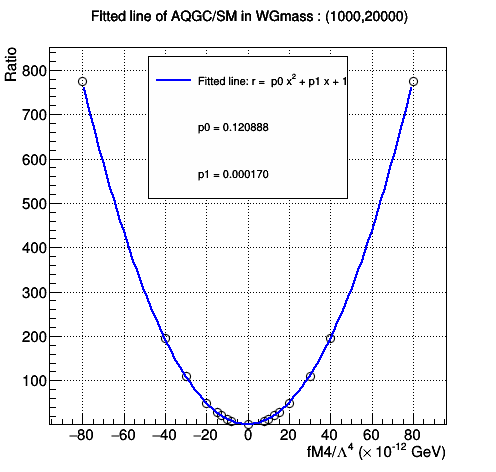 Fitted line of AQGC/SM in WGmass : (1000,20000)
Ratio
Fitted line: r = p0 x² + p1 x + 1
p0 = 0.120888
p1 = 0.000170
800
700
600
500
400
300
200
100
−80 −60 −40 −20 0 20 40 60 80
fM4/Λ⁴ (× 10⁻¹² GeV)